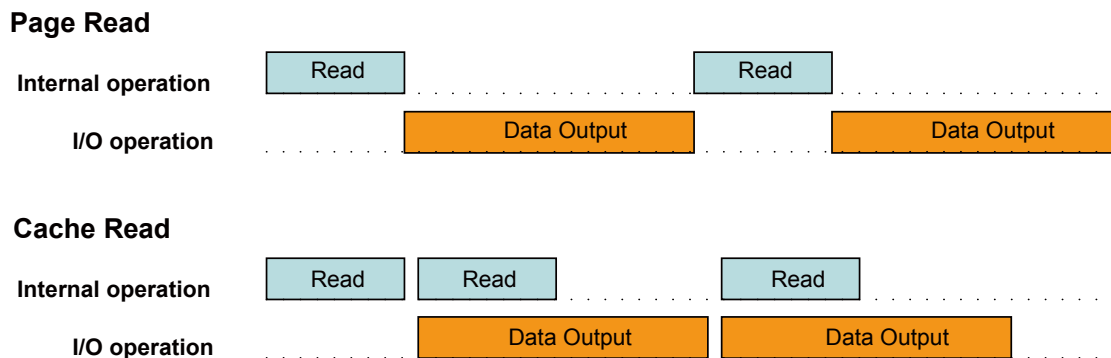 Page Read
Internal operation Read Read
I/O operation Data Output Data Output
Cache Read
Internal operation Read Read Read
I/O operation Data Output Data Output